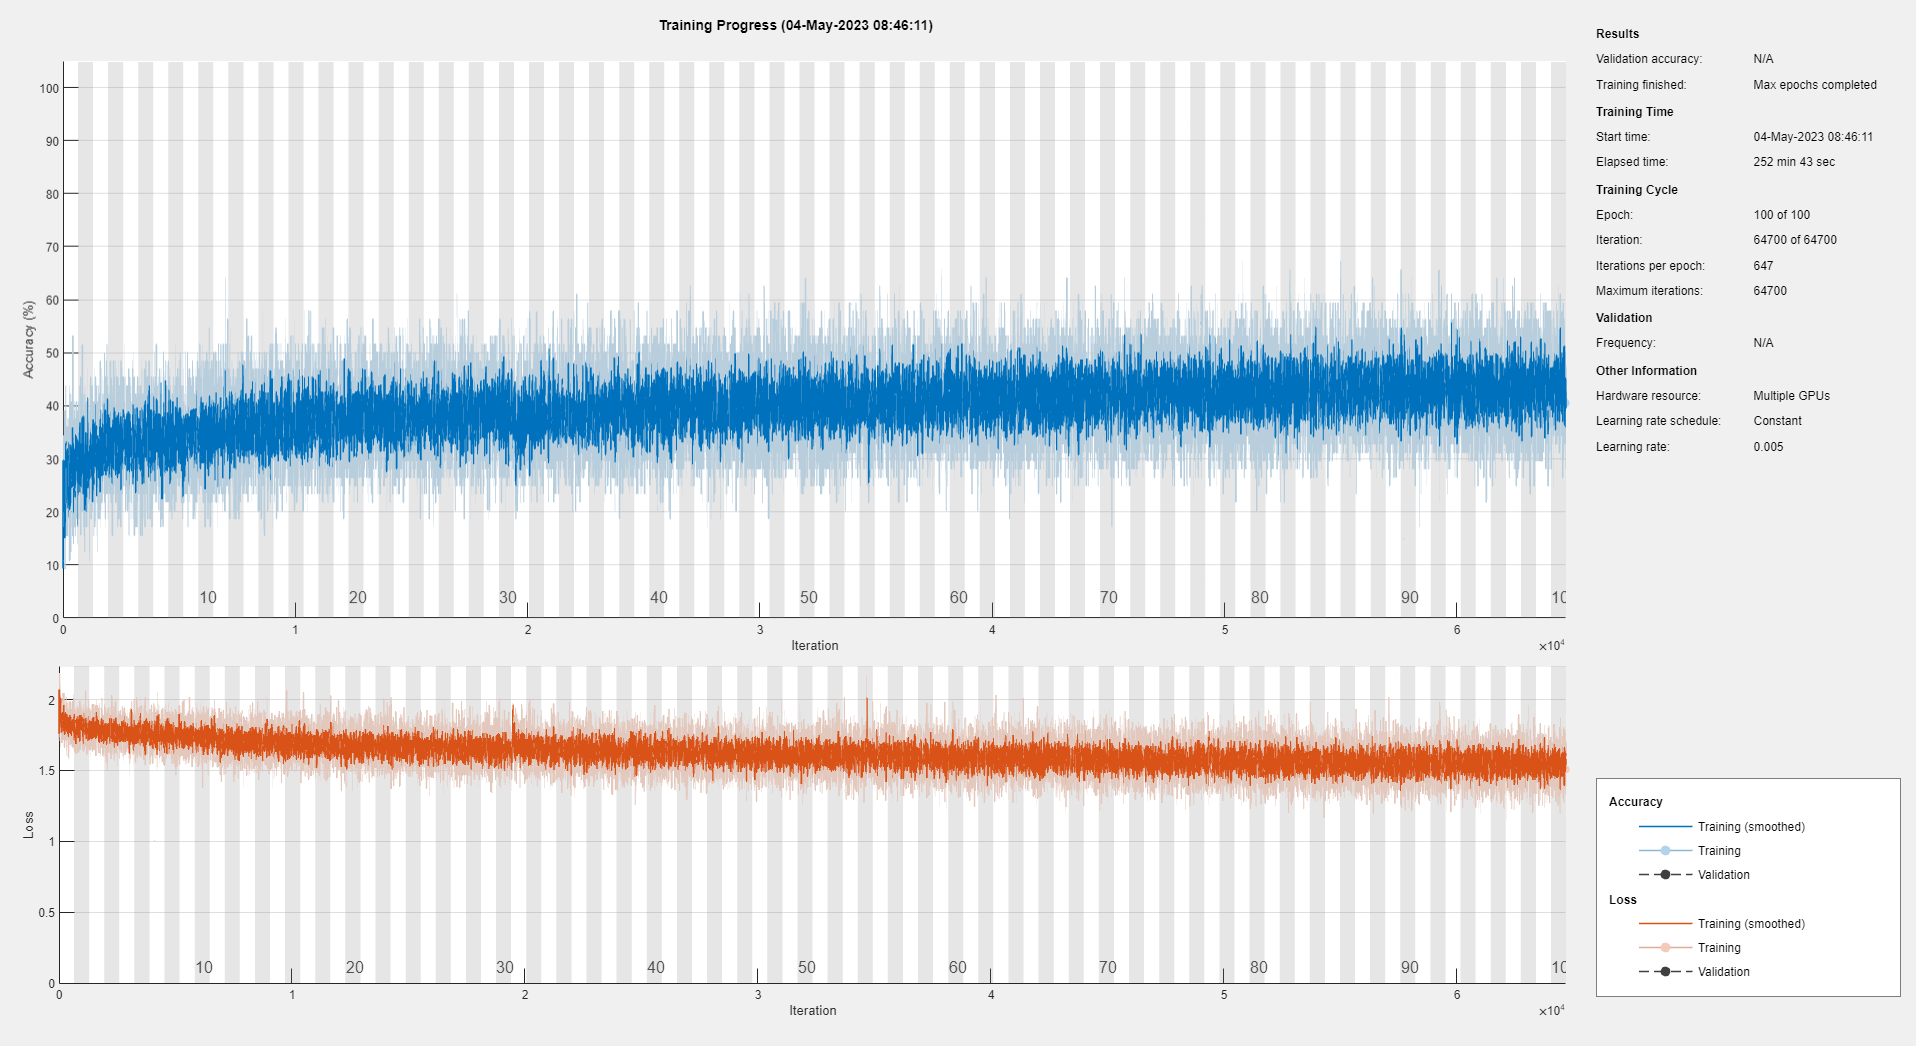 Training Progress (04-May-2023 08:46:11)
100
90
80
70
60
50
40
30
20
10
0
Accuracy (%)
10 20 30 40 50 60 70 80 90 10
0 1 2 3 4 5 6
Iteration
×10⁴
2
1.5
1
0.5
0
Loss
10 20 30 40 50 60 70 80 90 10
0 1 2 3 4 5 6
Iteration
×10⁴
Results
Validation accuracy: N/A
Training finished: Max epochs completed
Training Time
Start time: 04-May-2023 08:46:11
Elapsed time: 252 min 43 sec
Training Cycle
Epoch: 100 of 100
Iteration: 64700 of 64700
Iterations per epoch: 647
Maximum iterations: 64700
Validation
Frequency: N/A
Other Information
Hardware resource: Multiple GPUs
Learning rate schedule: Constant
Learning rate: 0.005
Accuracy
Training (smoothed)
Training
Validation
Loss
Training (smoothed)
Training
Validation